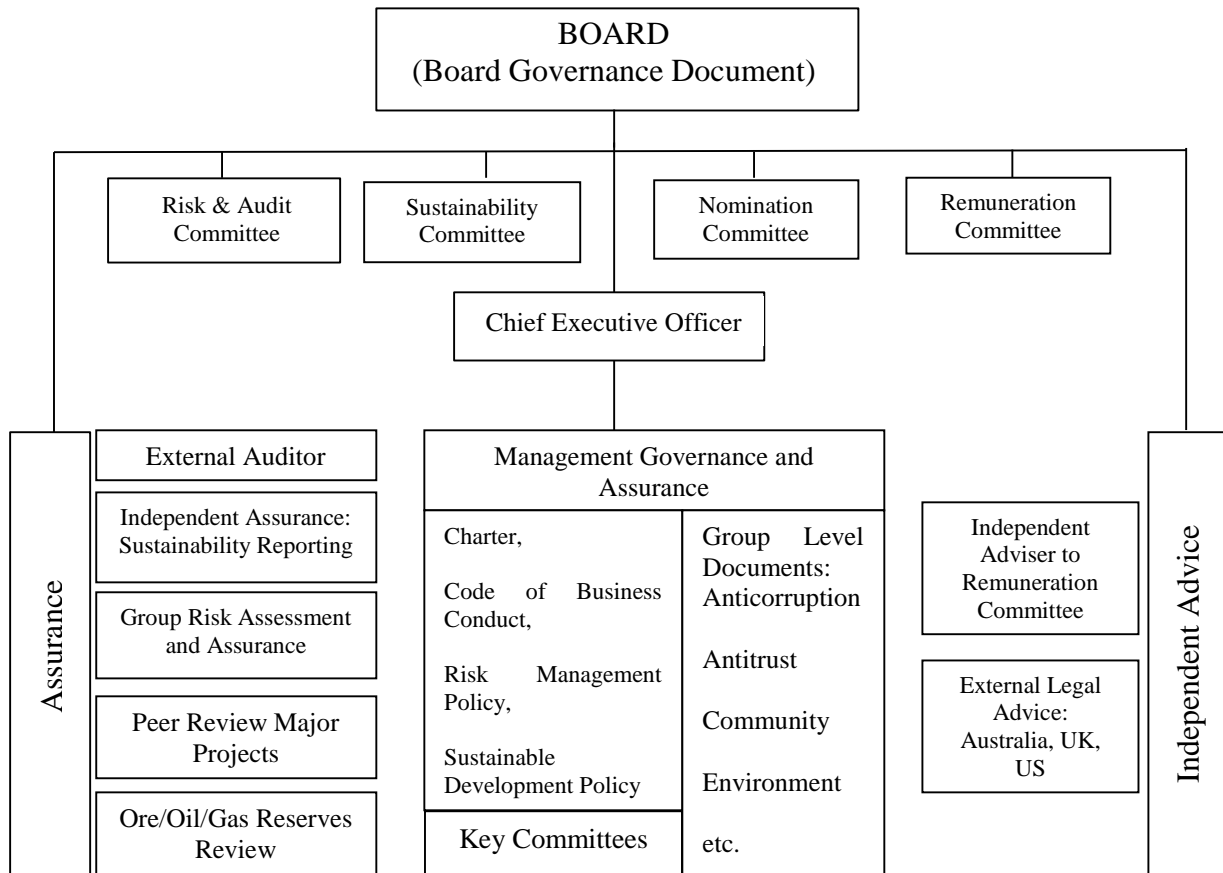 BOARD
(Board Governance Document)
Risk & Audit
Committee
Sustainability
Committee
Nomination
Committee
Remuneration
Committee
Chief Executive Officer
Assurance
External Auditor
Independent Assurance:
Sustainability Reporting
Group Risk Assessment
and Assurance
Peer Review Major
Projects
Ore/Oil/Gas Reserves
Review
Management Governance and
Assurance
Charter,
Code of Business
Conduct,
Risk Management
Policy,
Sustainable
Development Policy
Key Committees
Group Level
Documents:
Anticorruption
Antitrust
Community
Environment
etc.
Independent
Adviser to
Remuneration
Committee
External Legal
Advice:
Australia, UK,
US
Independent Advice